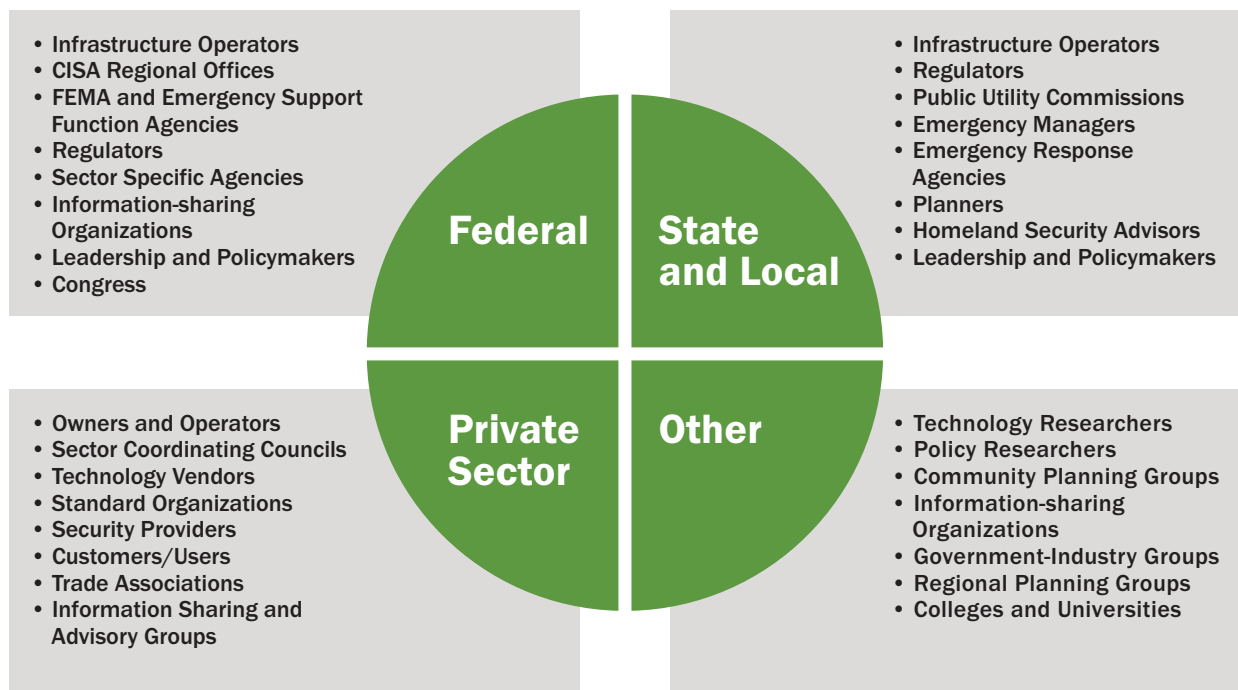 • Infrastructure Operators
• CISA Regional Offices
• FEMA and Emergency Support
Function Agencies
• Regulators
• Sector Specific Agencies
• Information-sharing
Organizations
• Leadership and Policymakers
• Congress
Federal
State
and Local
• Infrastructure Operators
• Regulators
• Public Utility Commissions
• Emergency Managers
• Emergency Response
Agencies
• Planners
• Homeland Security Advisors
• Leadership and Policymakers
• Owners and Operators
• Sector Coordinating Councils
• Technology Vendors
• Standard Organizations
• Security Providers
• Customers/Users
• Trade Associations
• Information Sharing and
Advisory Groups
Private
Sector
Other
• Technology Researchers
• Policy Researchers
• Community Planning Groups
• Information-sharing
Organizations
• Government-Industry Groups
• Regional Planning Groups
• Colleges and Universities